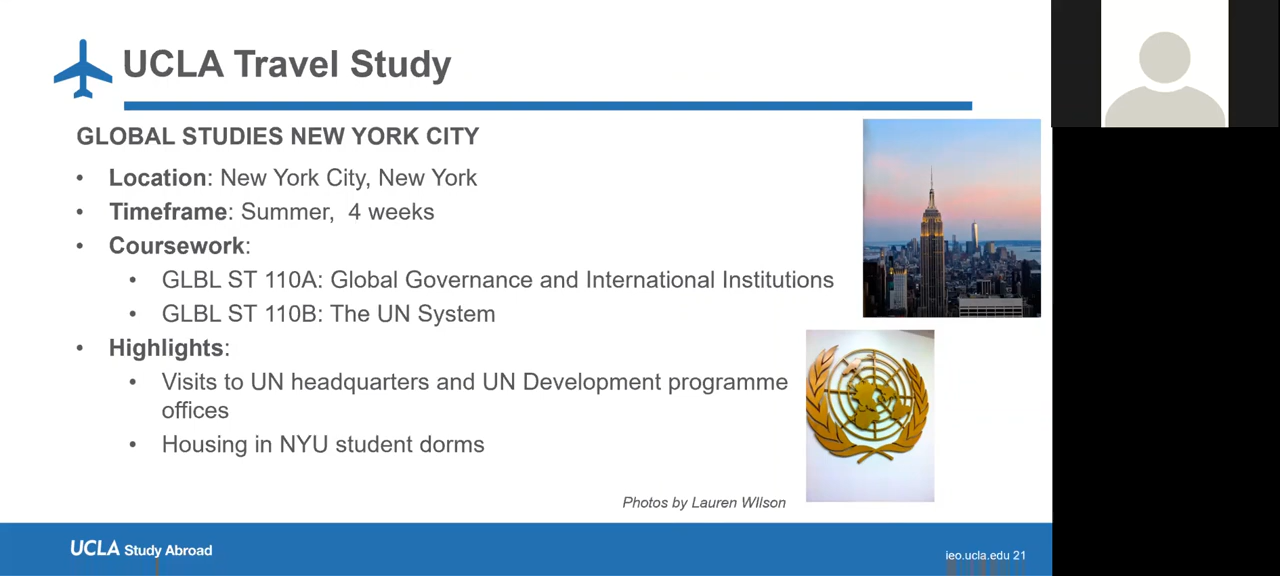 UCLA Travel Study
GLOBAL STUDIES NEW YORK CITY
• Location: New York City, New York
• Timeframe: Summer, 4 weeks
• Coursework:
• GLBL ST 110A: Global Governance and International Institutions
• GLBL ST 110B: The UN System
• Highlights:
• Visits to UN headquarters and UN Development programme
offices
• Housing in NYU student dorms
Photos by Lauren WIlson
UCLA Study Abroad
ieo.ucla.edu 21